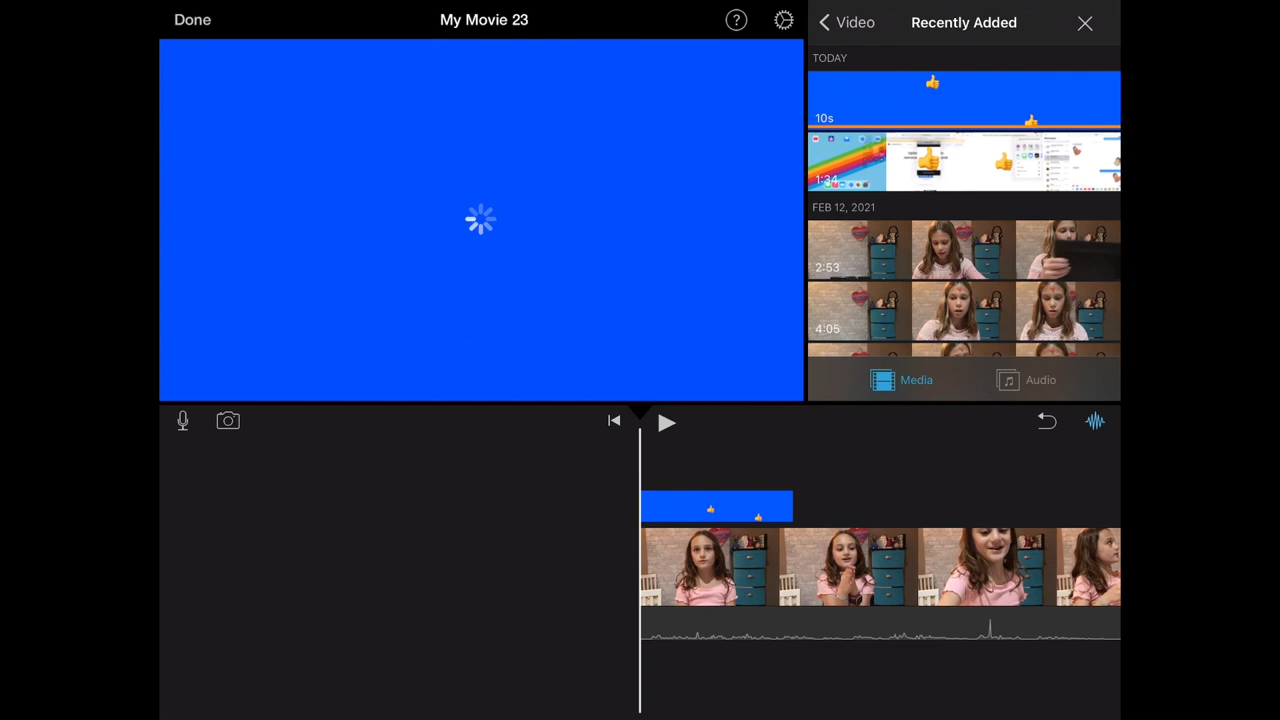 Done
My Movie 23
?
Video
Recently Added
TODAY
10s
1:34
FEB 12, 2021
2:53
4:05
Media
Audio